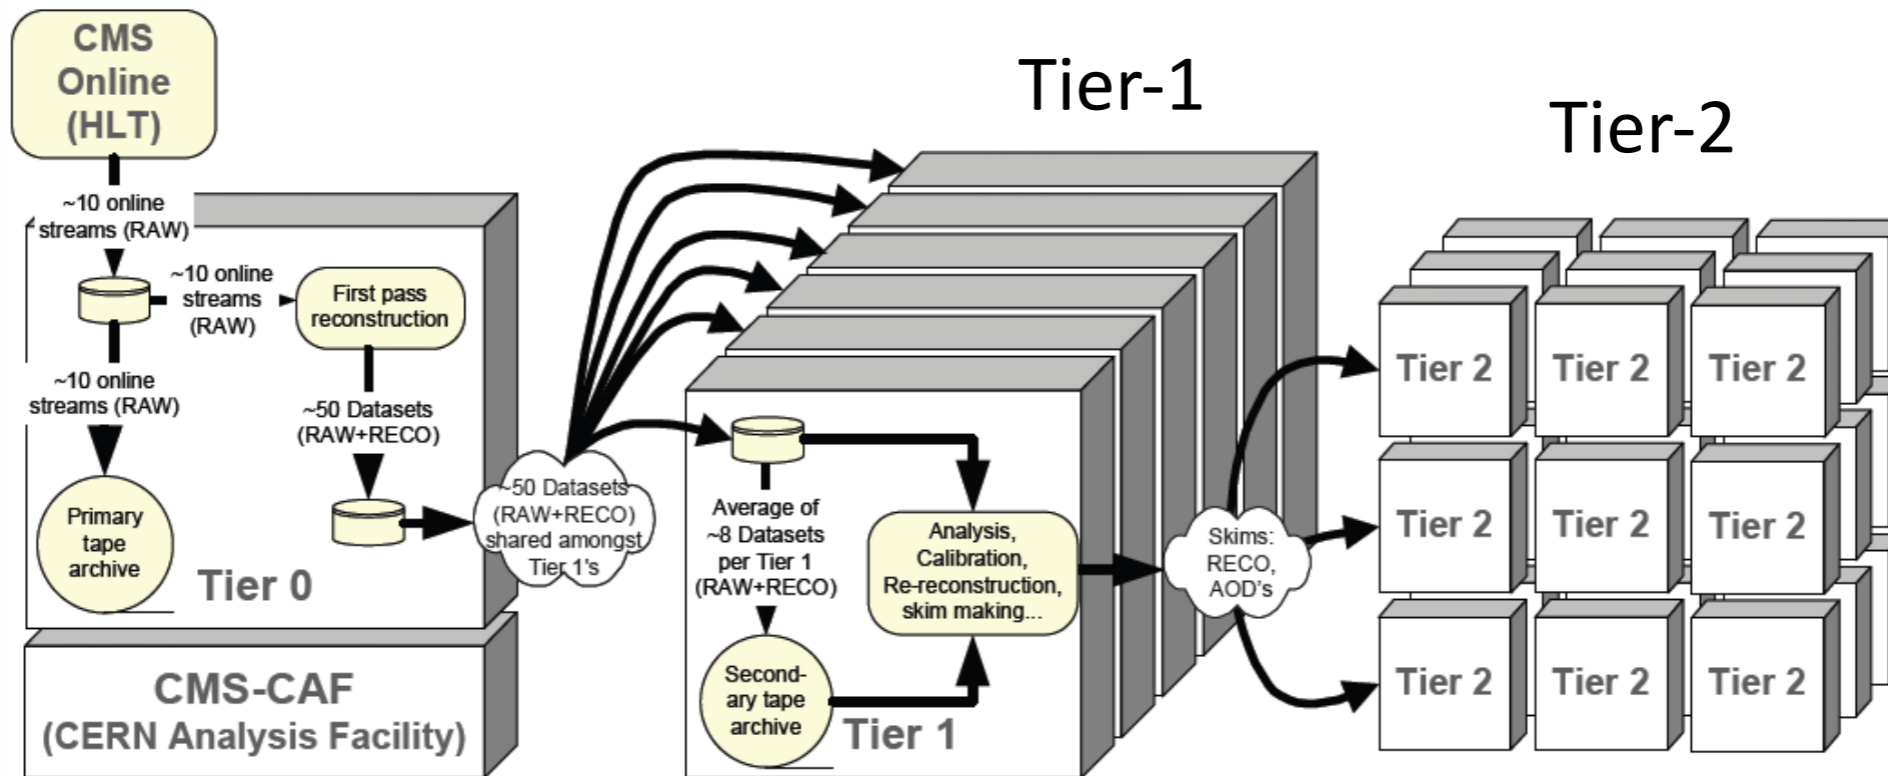 CMS
Online
(HLT)
~10 online
streams (RAW)
~10 online
streams
(RAW)
First pass
reconstruction
~10 online
streams (RAW)
~50 Datasets
(RAW+RECO)
Primary
tape
archive
Tier 0
CMS-CAF
(CERN Analysis Facility)
~50 Datasets
(RAW+RECO)
shared amongst
Tier 1's
Tier-1
Average of
~8 Datasets
per Tier 1
(RAW+RECO)
Analysis,
Calibration,
Re-reconstruction,
skim making...
Second-
ary tape
archive
Tier 1
Skims:
RECO,
AOD's
Tier-2
Tier 2 Tier 2 Tier 2
Tier 2 Tier 2 Tier 2
Tier 2 Tier 2 Tier 2